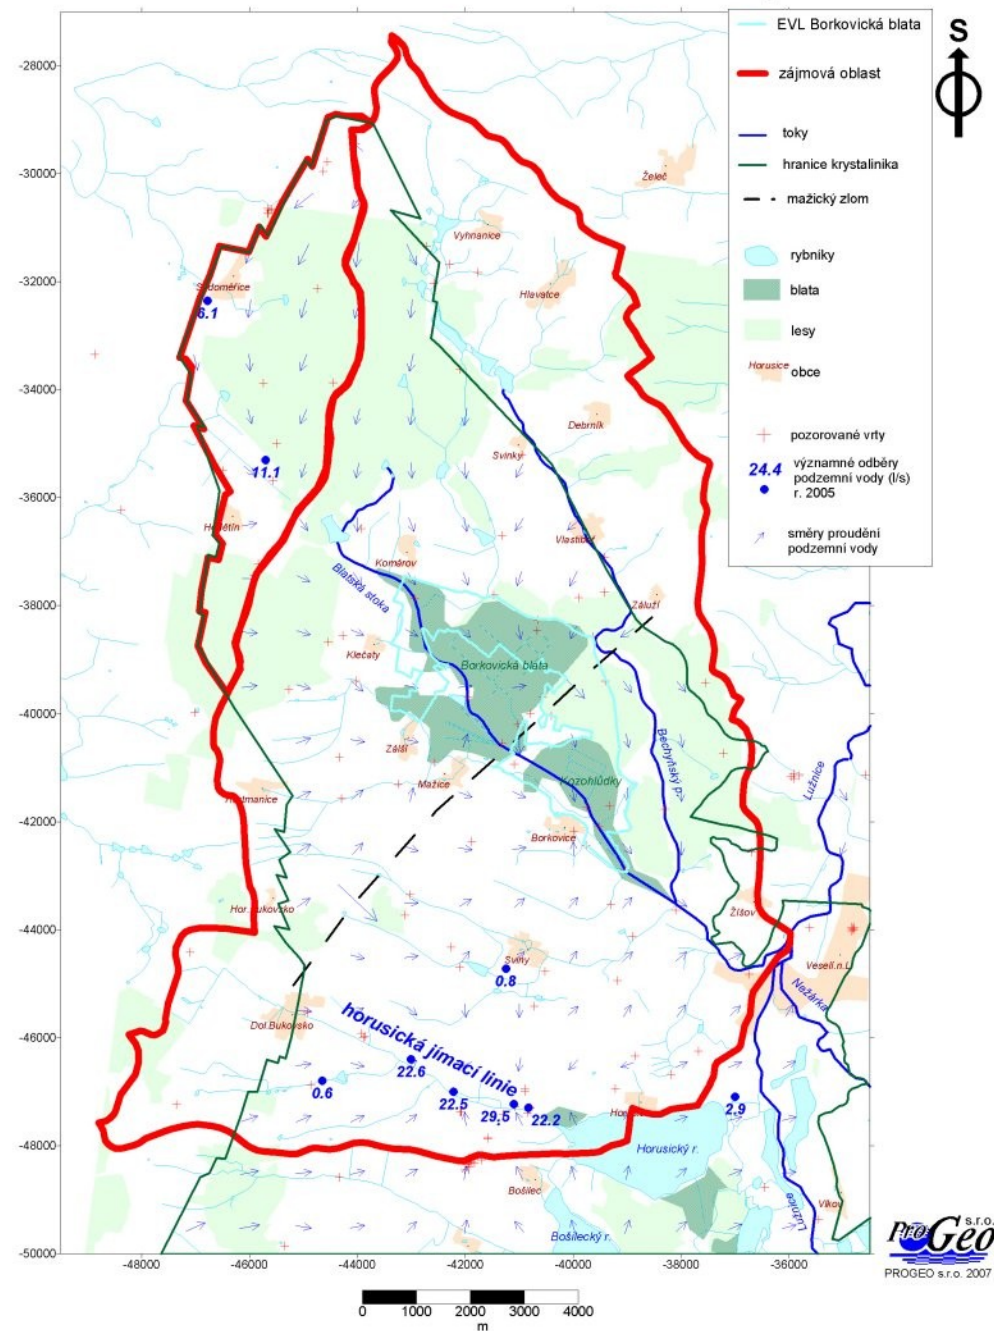 EVL Borkovická blata
zájmová oblast
toky
hranice krystalinika
mažický zlom
rybníky
blata
lesy
Horusice
obce
pozorované vrty
24.4
významné odběry
podzemní vody (l/s)
r. 2005
směry proudění
podzemní vody
S
-28000
-30000
-32000
-34000
-36000
-38000
-40000
-42000
-44000
-46000
-48000
-50000
Želeč
Vyhnanice
Hlavatce
6.1
Debrník
Svinky
11.1
Vlastiboř
Komárov
Blatská stoka
Záluží
Klečaty
Borkovická blata
Zálší
Mažice
Kozohlůdky
Bechyňský p.
Lužnice
Borkovice
Hor.Bukovsko
Žíšov
Sviny
0.8
Veselí n.L.
Nežárka
Dol.Bukovsko
horusická jímací linie
22.6
0.6
22.5
29.5
22.2
2.9
Horusický r.
Bošilec
Bošilecký r.
Lužnice
Vlkov
-48000
-46000
-44000
-42000
-40000
-38000
-36000
0
1000
2000
3000
4000
m
ProGeo s.r.o.
PROGEO s.r.o. 2007